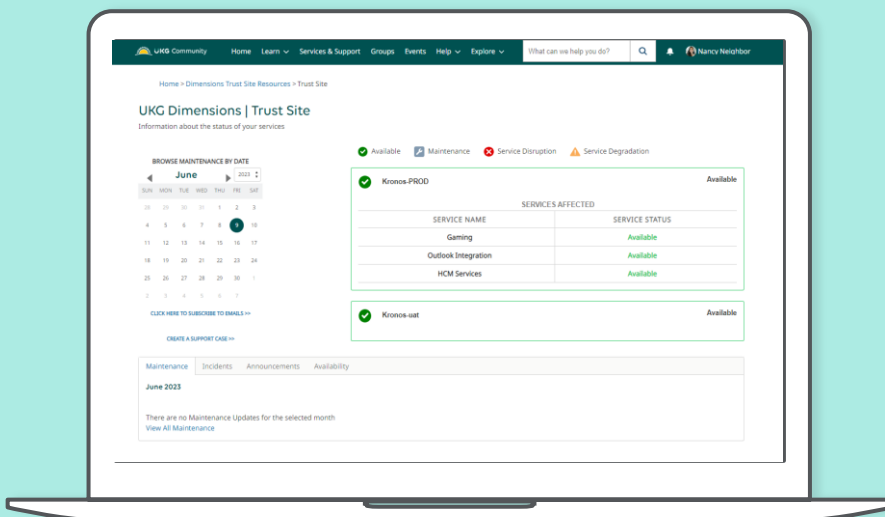 UKG Community Home Learn Services & Support Groups Events Help Explore What can we help you do? Nancy Neighbor
Home > Dimensions Trust Site Resources > Trust Site
UKG Dimensions | Trust Site
Information about the status of your services
Available Maintenance Service Disruption Service Degradation
BROWSE MAINTENANCE BY DATE
June 2023
SUN MON TUE WED THU FRI SAT
28 29 30 31 1 2 3
4 5 6 7 8 9 10
11 12 13 14 15 16 17
18 19 20 21 22 23 24
25 26 27 28 29 30 1
2 3 4 5 6 7
CLICK HERE TO SUBSCRIBE TO EMAILS >>
CREATE A SUPPORT CASE >>
Kronos-PROD Available
SERVICES AFFECTED
SERVICE NAME SERVICE STATUS
Gaming Available
Outlook Integration Available
HCM Services Available
Kronos-uat Available
Maintenance Incidents Announcements Availability
June 2023
There are no Maintenance Updates for the selected month
View All Maintenance